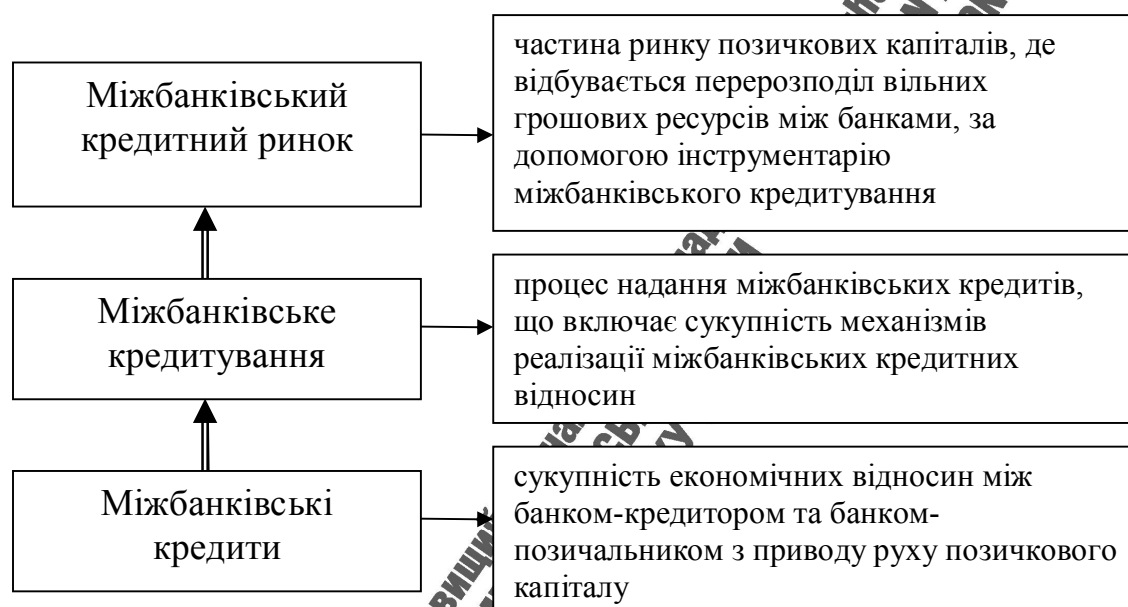 Міжбанківський
кредитний ринок
частина ринку позичкових капіталів, де
відбувається перерозподіл вільних
грошових ресурсів між банками, за
допомогою інструментарію
міжбанківського кредитування
Міжбанківське
кредитування
процес надання міжбанківських кредитів,
що включає сукупність механізмів
реалізації міжбанківських кредитних
відносин
Міжбанківські
кредити
сукупність економічних відносин між
банком-кредитором та банком-
позичальником з приводу руху позичкового
капіталу